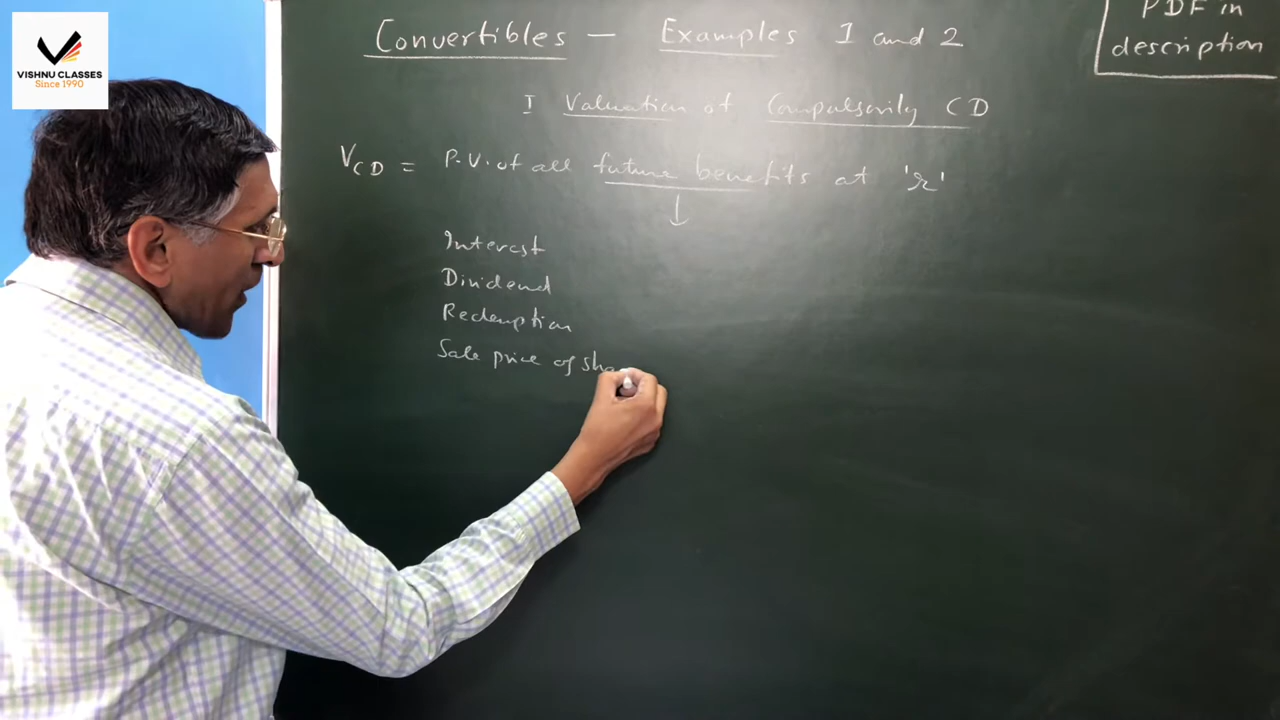 VISHNU CLASSES
Since 1990
Convertibles — Examples 1 and 2
PDF in
description
I Valuation of Compulsorily CD
VCD = P.V. of all future benefits at 'r'
↓
Interest
Dividend
Redemption
Sale price of sha